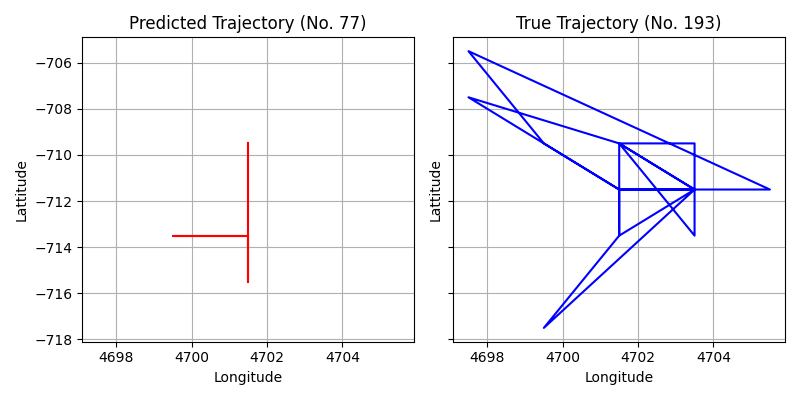 Predicted Trajectory (No. 77)
True Trajectory (No. 193)
Lattitude
−706
−708
−710
−712
−714
−716
−718
4698
4700
4702
4704
Longitude
Lattitude
4698
4700
4702
4704
Longitude